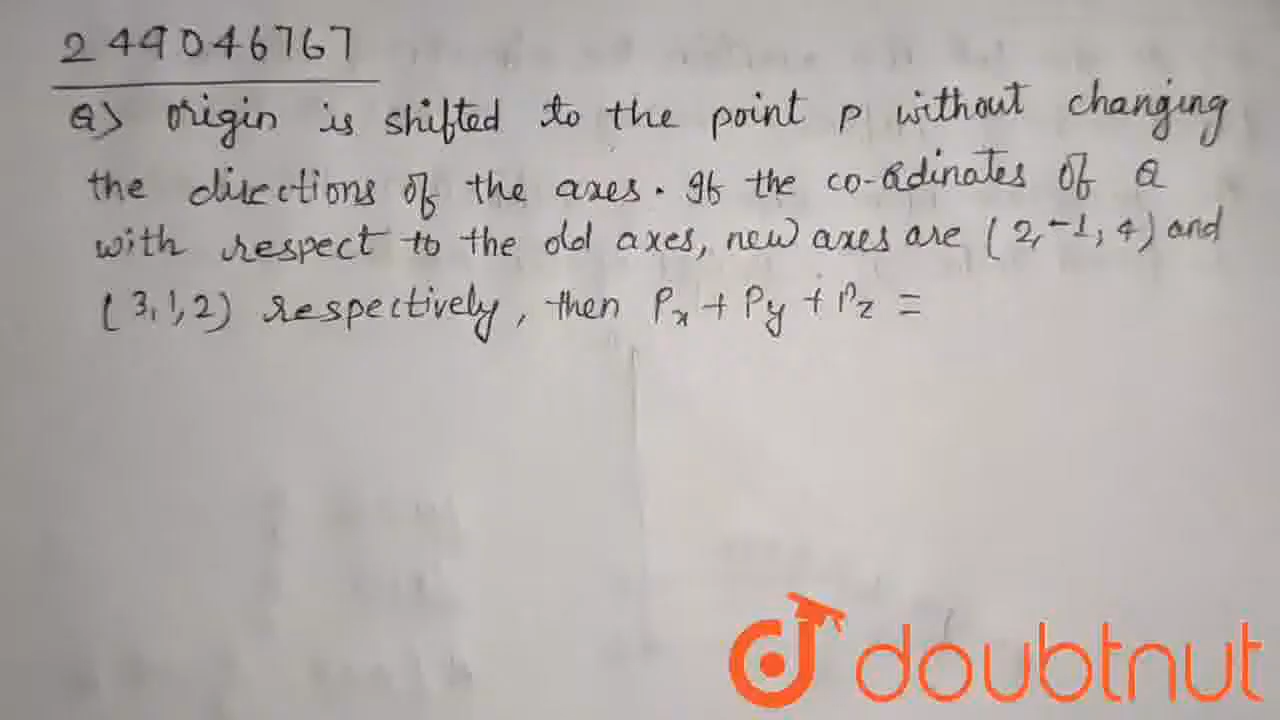 249046767
Q) Origin is shifted to the point P without changing
the directions of the axes. If the co-odinates of Q
with respect to the old axes, new axes are (2,-1,4) and
(3,1,2) respectively, then Px + Py + Pz =
doubtnut